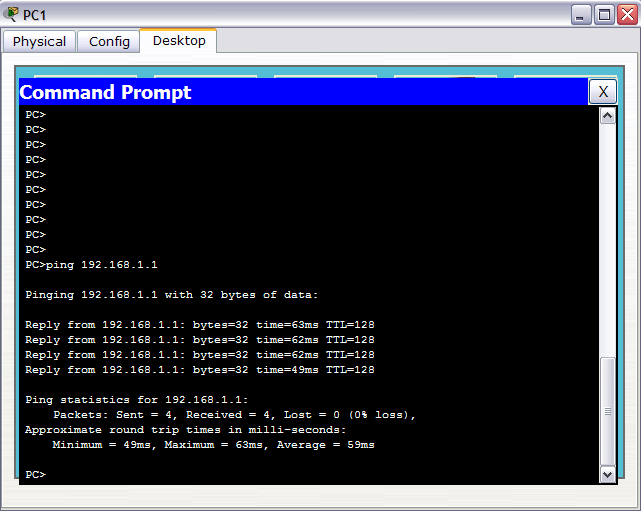 PC1
Physical
Config
Desktop
Command Prompt
X
PC>
PC>
PC>
PC>
PC>
PC>
PC>
PC>
PC>
PC>
PC>ping 192.168.1.1
Pinging 192.168.1.1 with 32 bytes of data:
Reply from 192.168.1.1: bytes=32 time=63ms TTL=128
Reply from 192.168.1.1: bytes=32 time=62ms TTL=128
Reply from 192.168.1.1: bytes=32 time=62ms TTL=128
Reply from 192.168.1.1: bytes=32 time=49ms TTL=128
Ping statistics for 192.168.1.1:
Packets: Sent = 4, Received = 4, Lost = 0 (0% loss),
Approximate round trip times in milli-seconds:
Minimum = 49ms, Maximum = 63ms, Average = 59ms
PC>